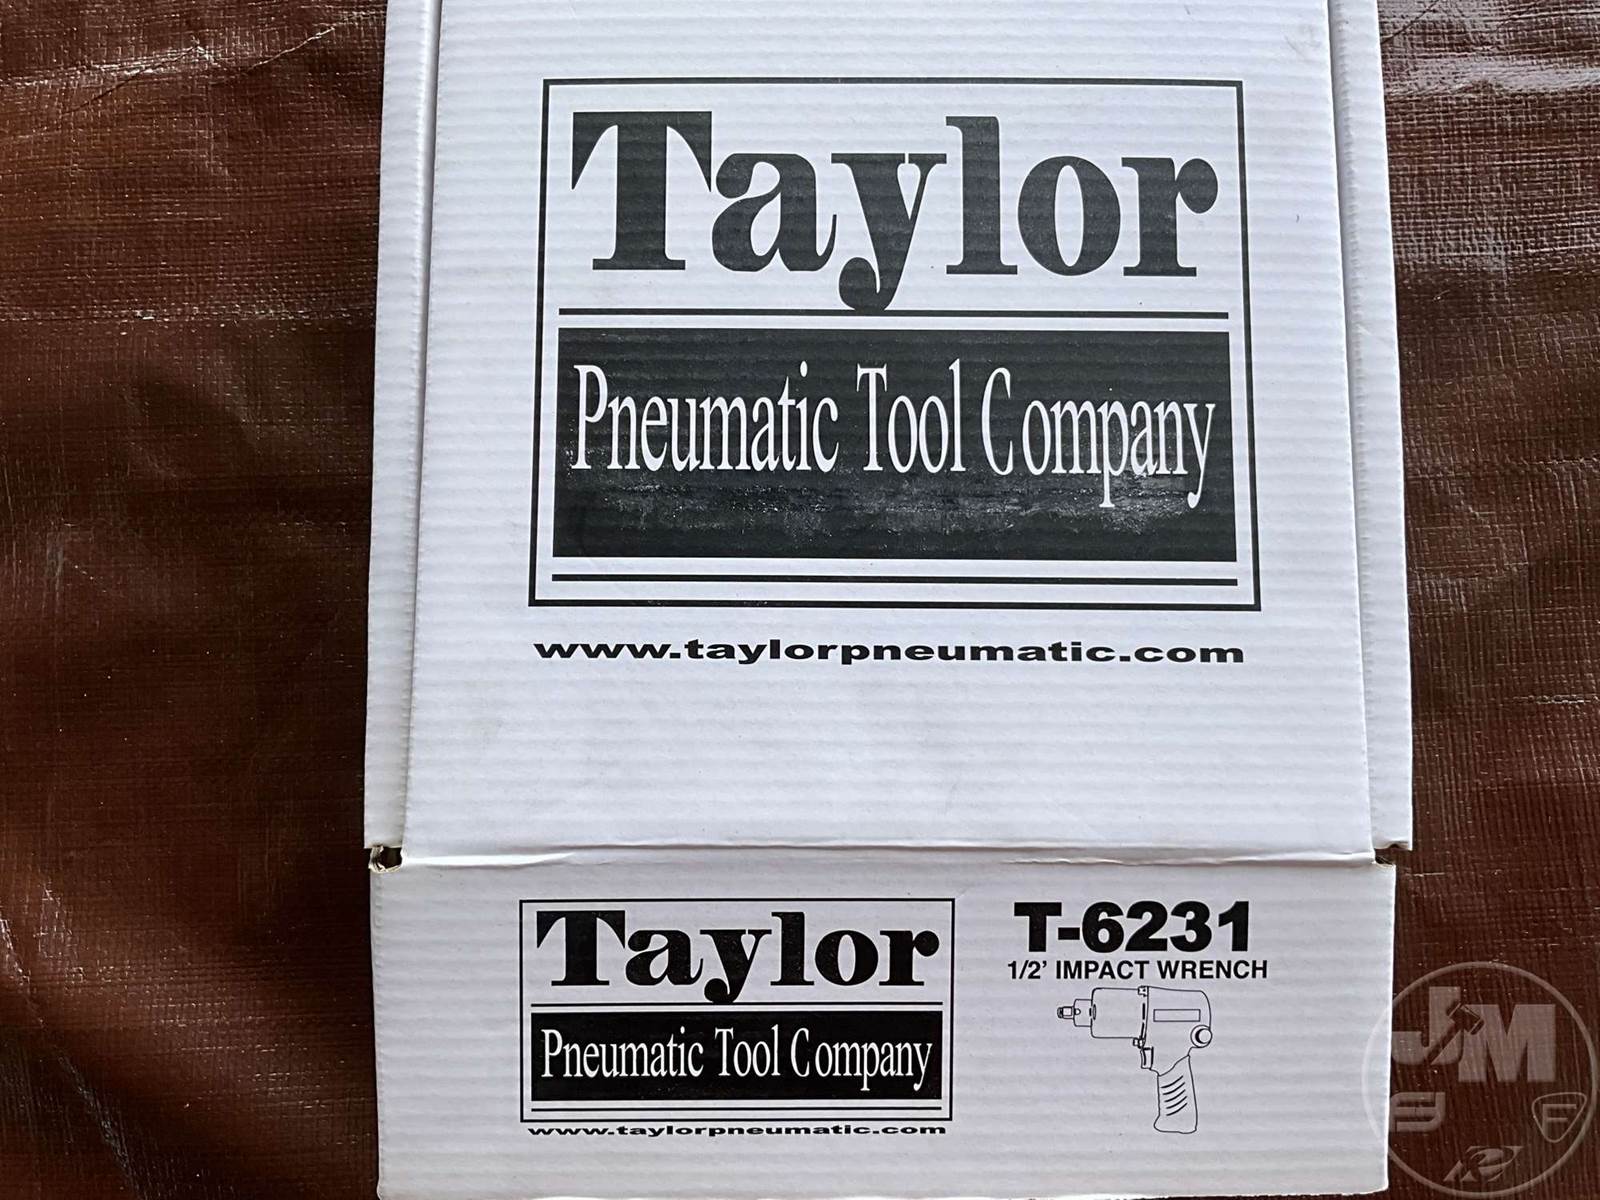 Taylor
Pneumatic Tool Company
www.taylorpneumatic.com
Taylor
Pneumatic Tool Company
www.taylorpneumatic.com
T-6231
1/2' IMPACT WRENCH
J M
F